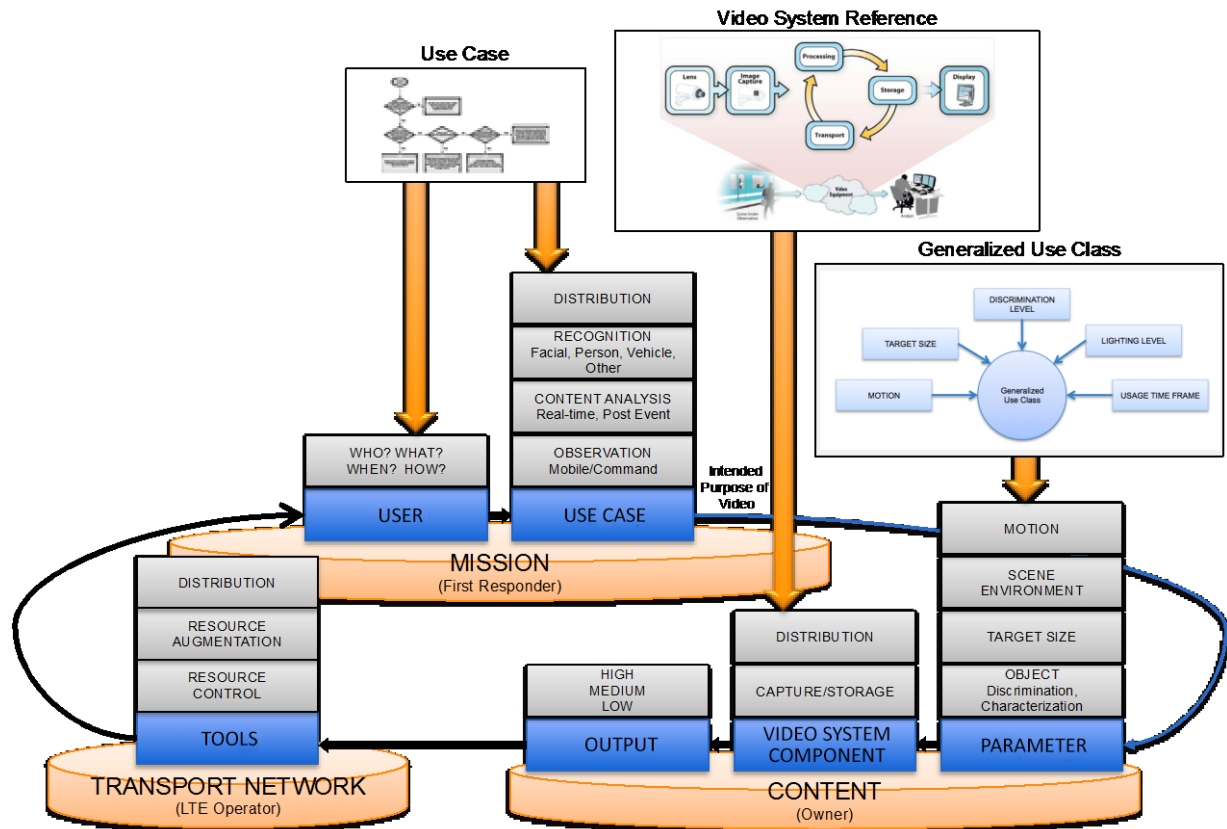 Video System Reference
Use Case
Processing
Lens
Image
Capture
Storage
Display
Transport
Video
Equipment
Scene Under
Observation
Analyst
Generalized Use Class
DISCRIMINATION
LEVEL
TARGET SIZE
LIGHTING LEVEL
MOTION
Generalized
Use Class
USAGE TIME FRAME
DISTRIBUTION
RECOGNITION
Facial, Person, Vehicle,
Other
CONTENT ANALYSIS
Real-time, Post Event
OBSERVATION
Mobile/Command
USE CASE
WHO? WHAT?
WHEN? HOW?
USER
Intended
Purpose of
Video
MISSION
(First Responder)
DISTRIBUTION
RESOURCE
AUGMENTATION
RESOURCE
CONTROL
TOOLS
TRANSPORT NETWORK
(LTE Operator)
HIGH
MEDIUM
LOW
OUTPUT
DISTRIBUTION
CAPTURE/STORAGE
VIDEO SYSTEM
COMPONENT
MOTION
SCENE
ENVIRONMENT
TARGET SIZE
OBJECT
Discrimination,
Characterization
PARAMETER
CONTENT
(Owner)